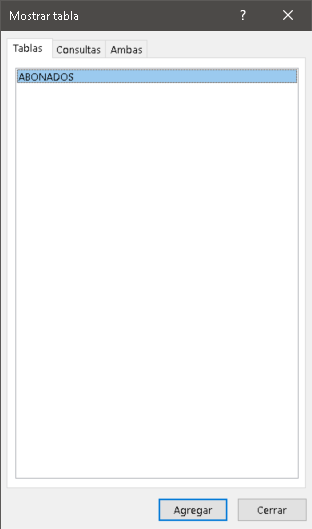 Mostrar tabla ?
Tablas Consultas Ambas
ABONADOS
Agregar Cerrar